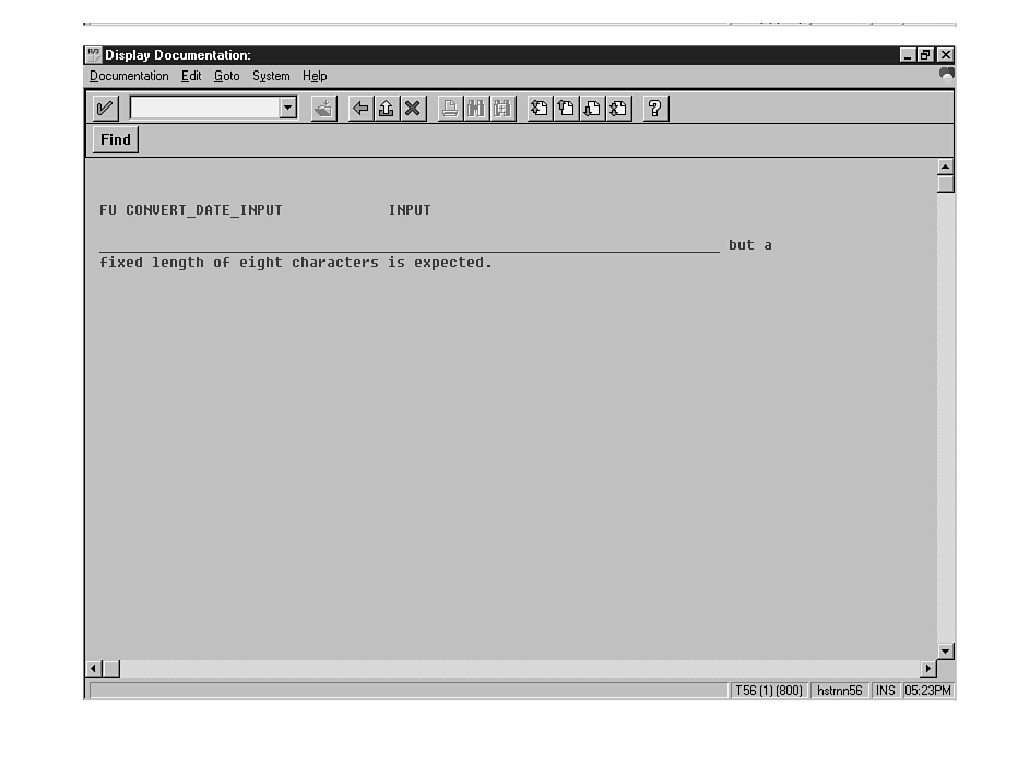 Display Documentation:
Documentation Edit Goto System Help
Find
FU CONVERT_DATE_INPUT INPUT
but a
fixed length of eight characters is expected.
T56 (1) (800) hstmn56 INS 05:23PM